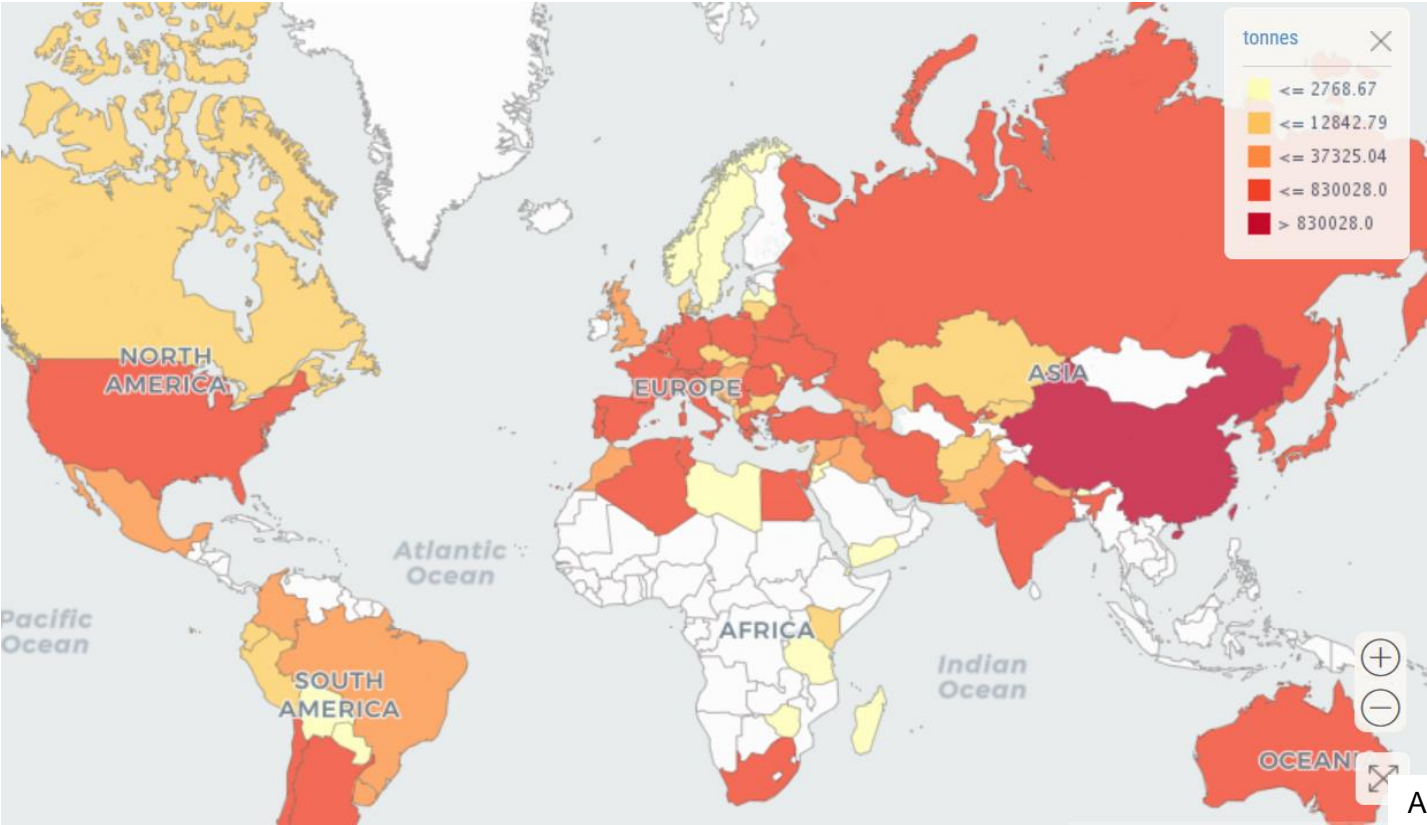 tonnes
<= 2768.67
<= 12842.79
<= 37325.04
<= 830028.0
> 830028.0
NORTH
AMERICA
EUROPE
ASIA
Atlantic
Ocean
Pacific
Ocean
AFRICA
Indian
Ocean
SOUTH
AMERICA
OCEANI
A